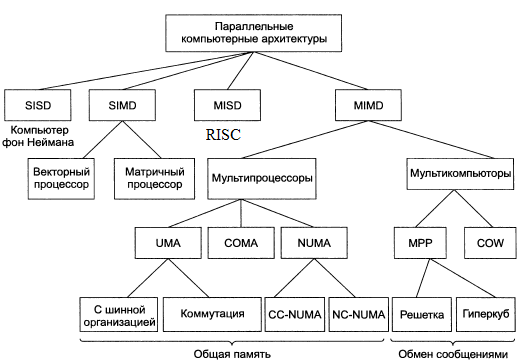 Параллельные
компьютерные архитектуры
SISD
SIMD
MISD
MIMD
Компьютер
фон Неймана
RISC
Векторный
процессор
Матричный
процессор
Мультипроцессоры
Мультикомпьюторы
UMA
COMA
NUMA
MPP
COW
С шинной
организацией
Коммутация
CC-NUMA
NC-NUMA
Решетка
Гиперкуб
Общая память
Обмен сообщениями